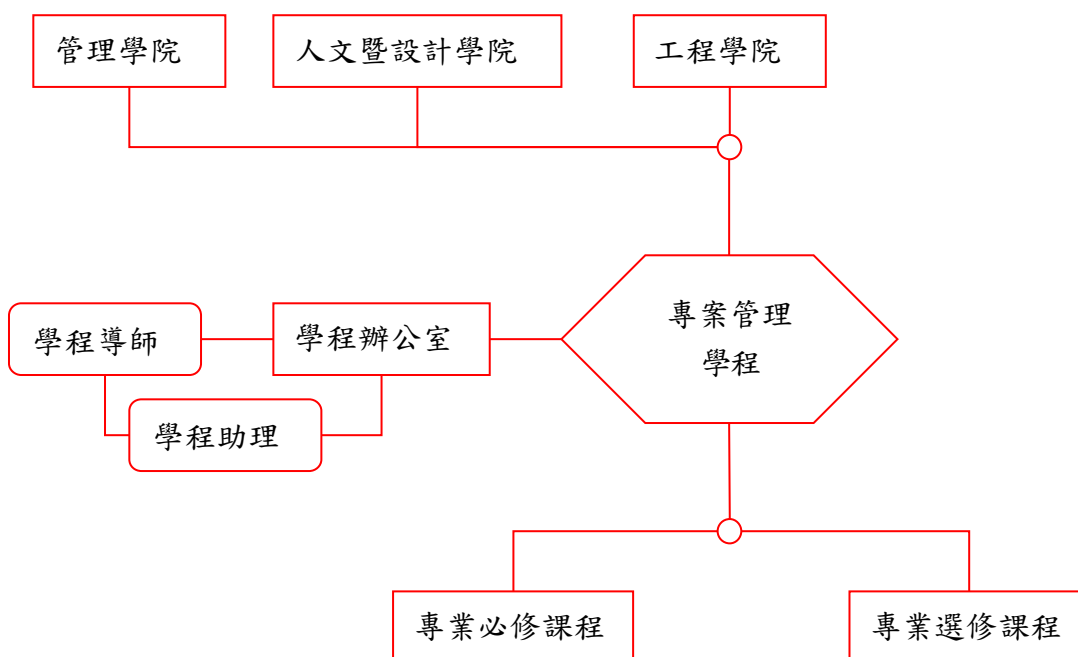 管理學院
人文暨設計學院
工程學院
專案管理
學程
學程導師
學程辦公室
學程助理
專業必修課程
專業選修課程